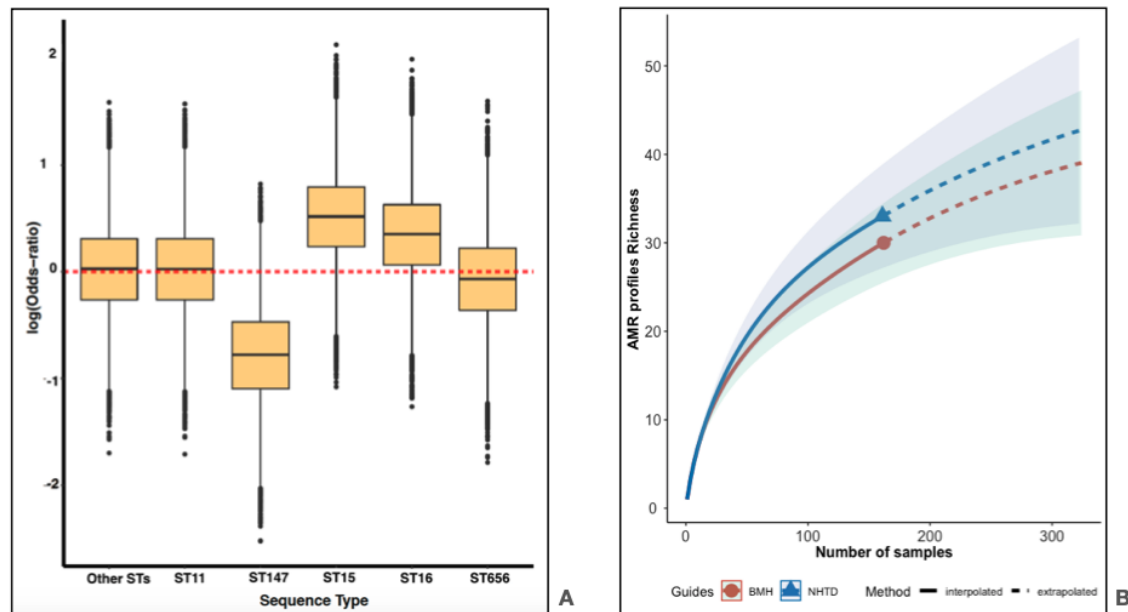 2
1
0
-1
-2
log(Odds-ratio)
Other STs
ST11
ST147
ST15
ST16
ST656
Sequence Type
A
50
40
30
20
10
0
AMR profiles Richness
0
100
200
300
Number of samples
Guides BMH NHTD Method interpolated extrapolated
B